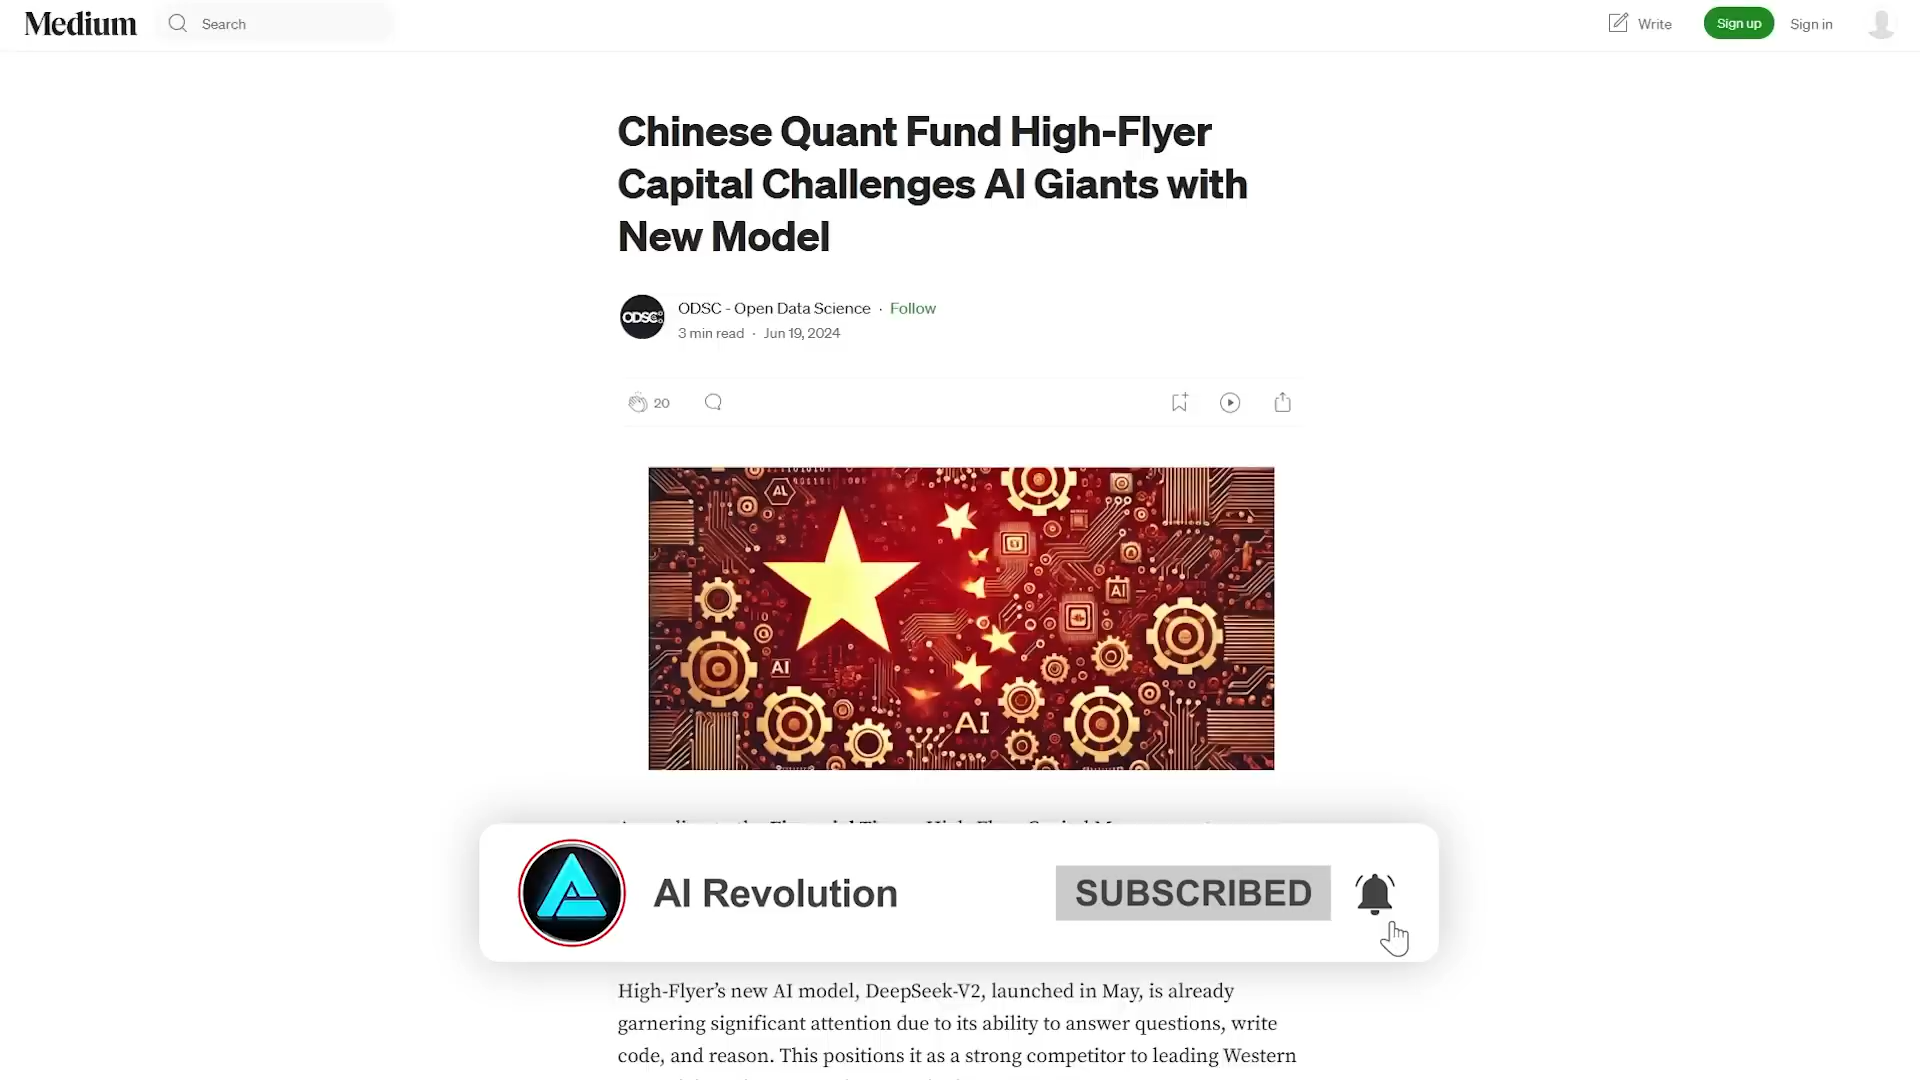 Medium
Search
Write
Sign up
Sign in
Chinese Quant Fund High-Flyer
Capital Challenges AI Giants with
New Model
ODSC
ODSC - Open Data Science · Follow
3 min read · Jun 19, 2024
20
AI
AI
AI
AI Revolution
SUBSCRIBED
High-Flyer’s new AI model, DeepSeek-V2, launched in May, is already
garnering significant attention due to its ability to answer questions, write
code, and reason. This positions it as a strong competitor to leading Western